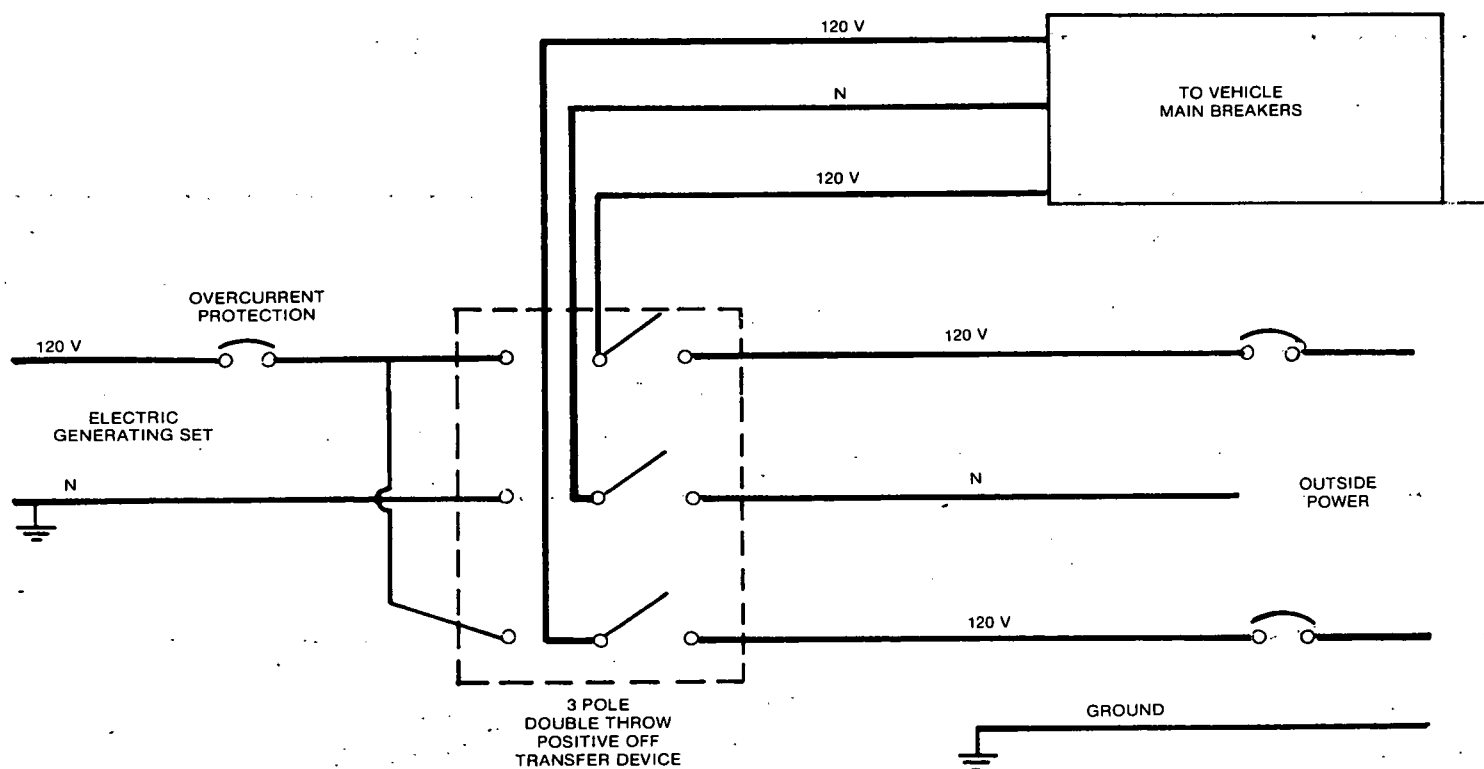 120 V
N
TO VEHICLE
MAIN BREAKERS
120 V
OVERCURRENT
PROTECTION
120 V
120 V
ELECTRIC
GENERATING SET
N
N
OUTSIDE
POWER
120 V
3 POLE
DOUBLE THROW
POSITIVE OFF
TRANSFER DEVICE
GROUND